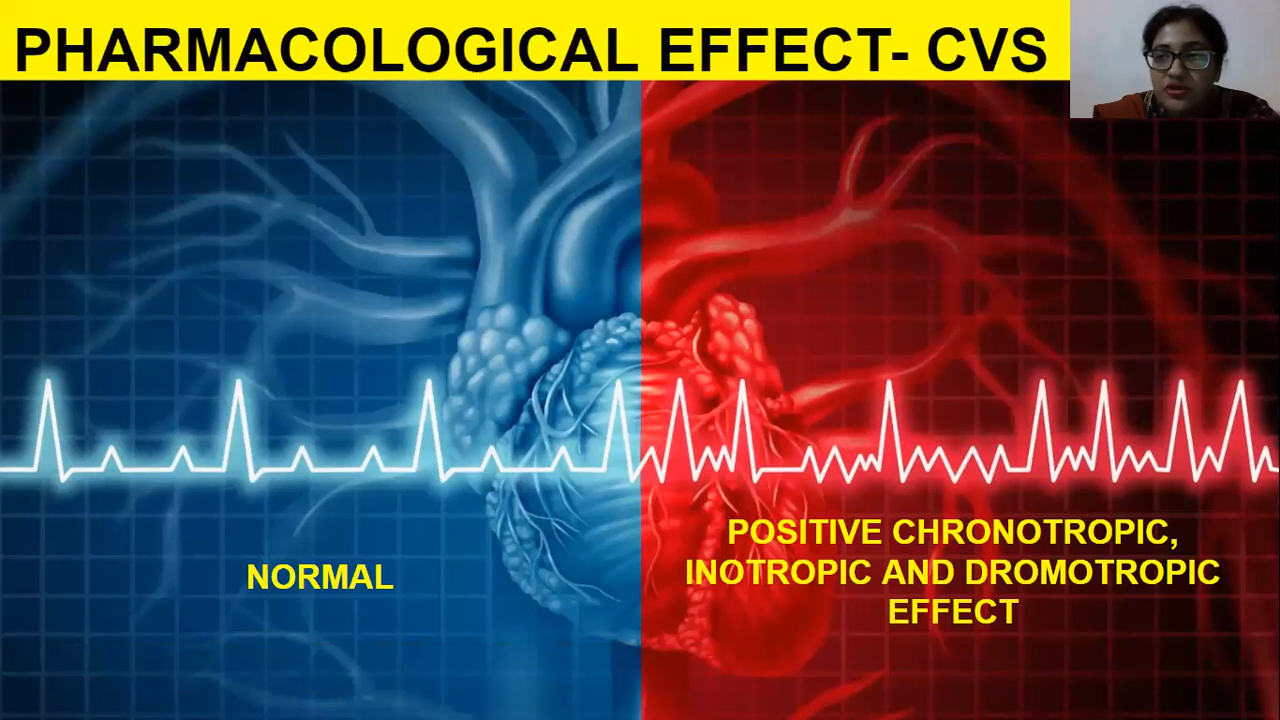 PHARMACOLOGICAL EFFECT- CVS
NORMAL
POSITIVE CHRONOTROPIC,
INOTROPIC AND DROMOTROPIC
EFFECT